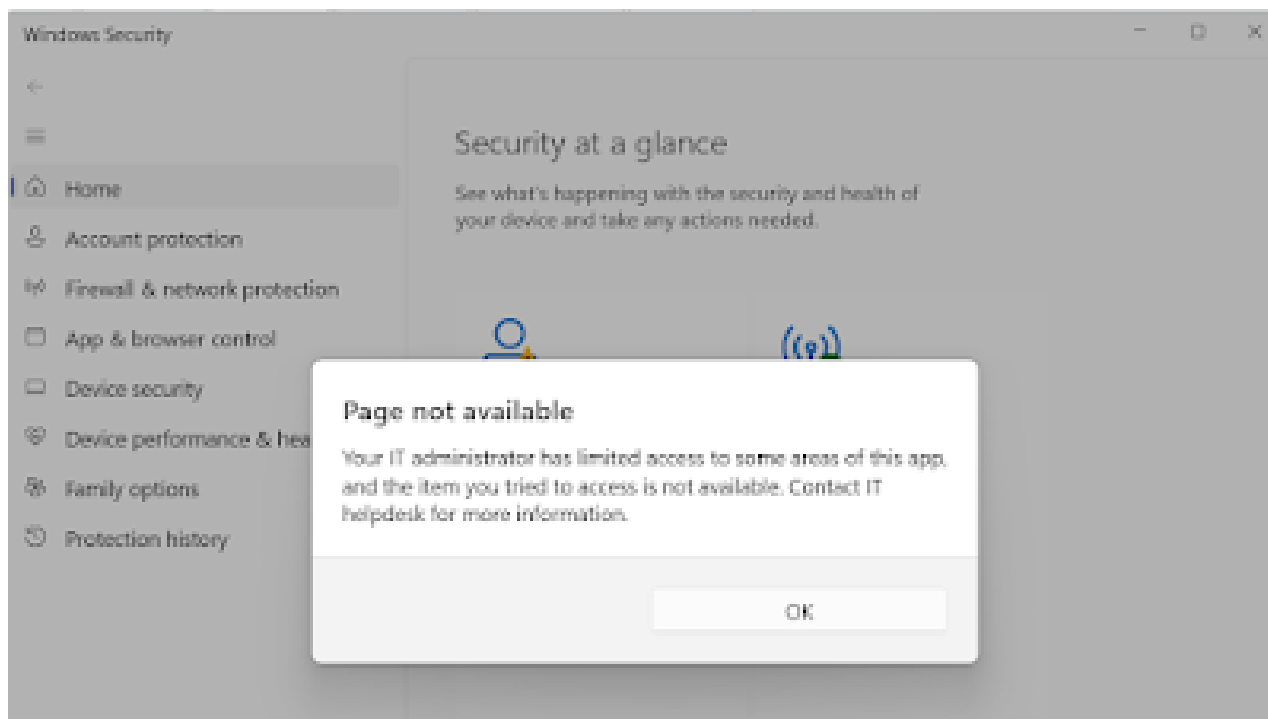 Windows Security
Home
Account protection
Firewall & network protection
App & browser control
Device security
Device performance & hea
Family options
Protection history
Security at a glance
See what's happening with the security and health of
your device and take any actions needed.
Page not available
Your IT administrator has limited access to some areas of this app,
and the item you tried to access is not available. Contact IT
helpdesk for more information.
OK